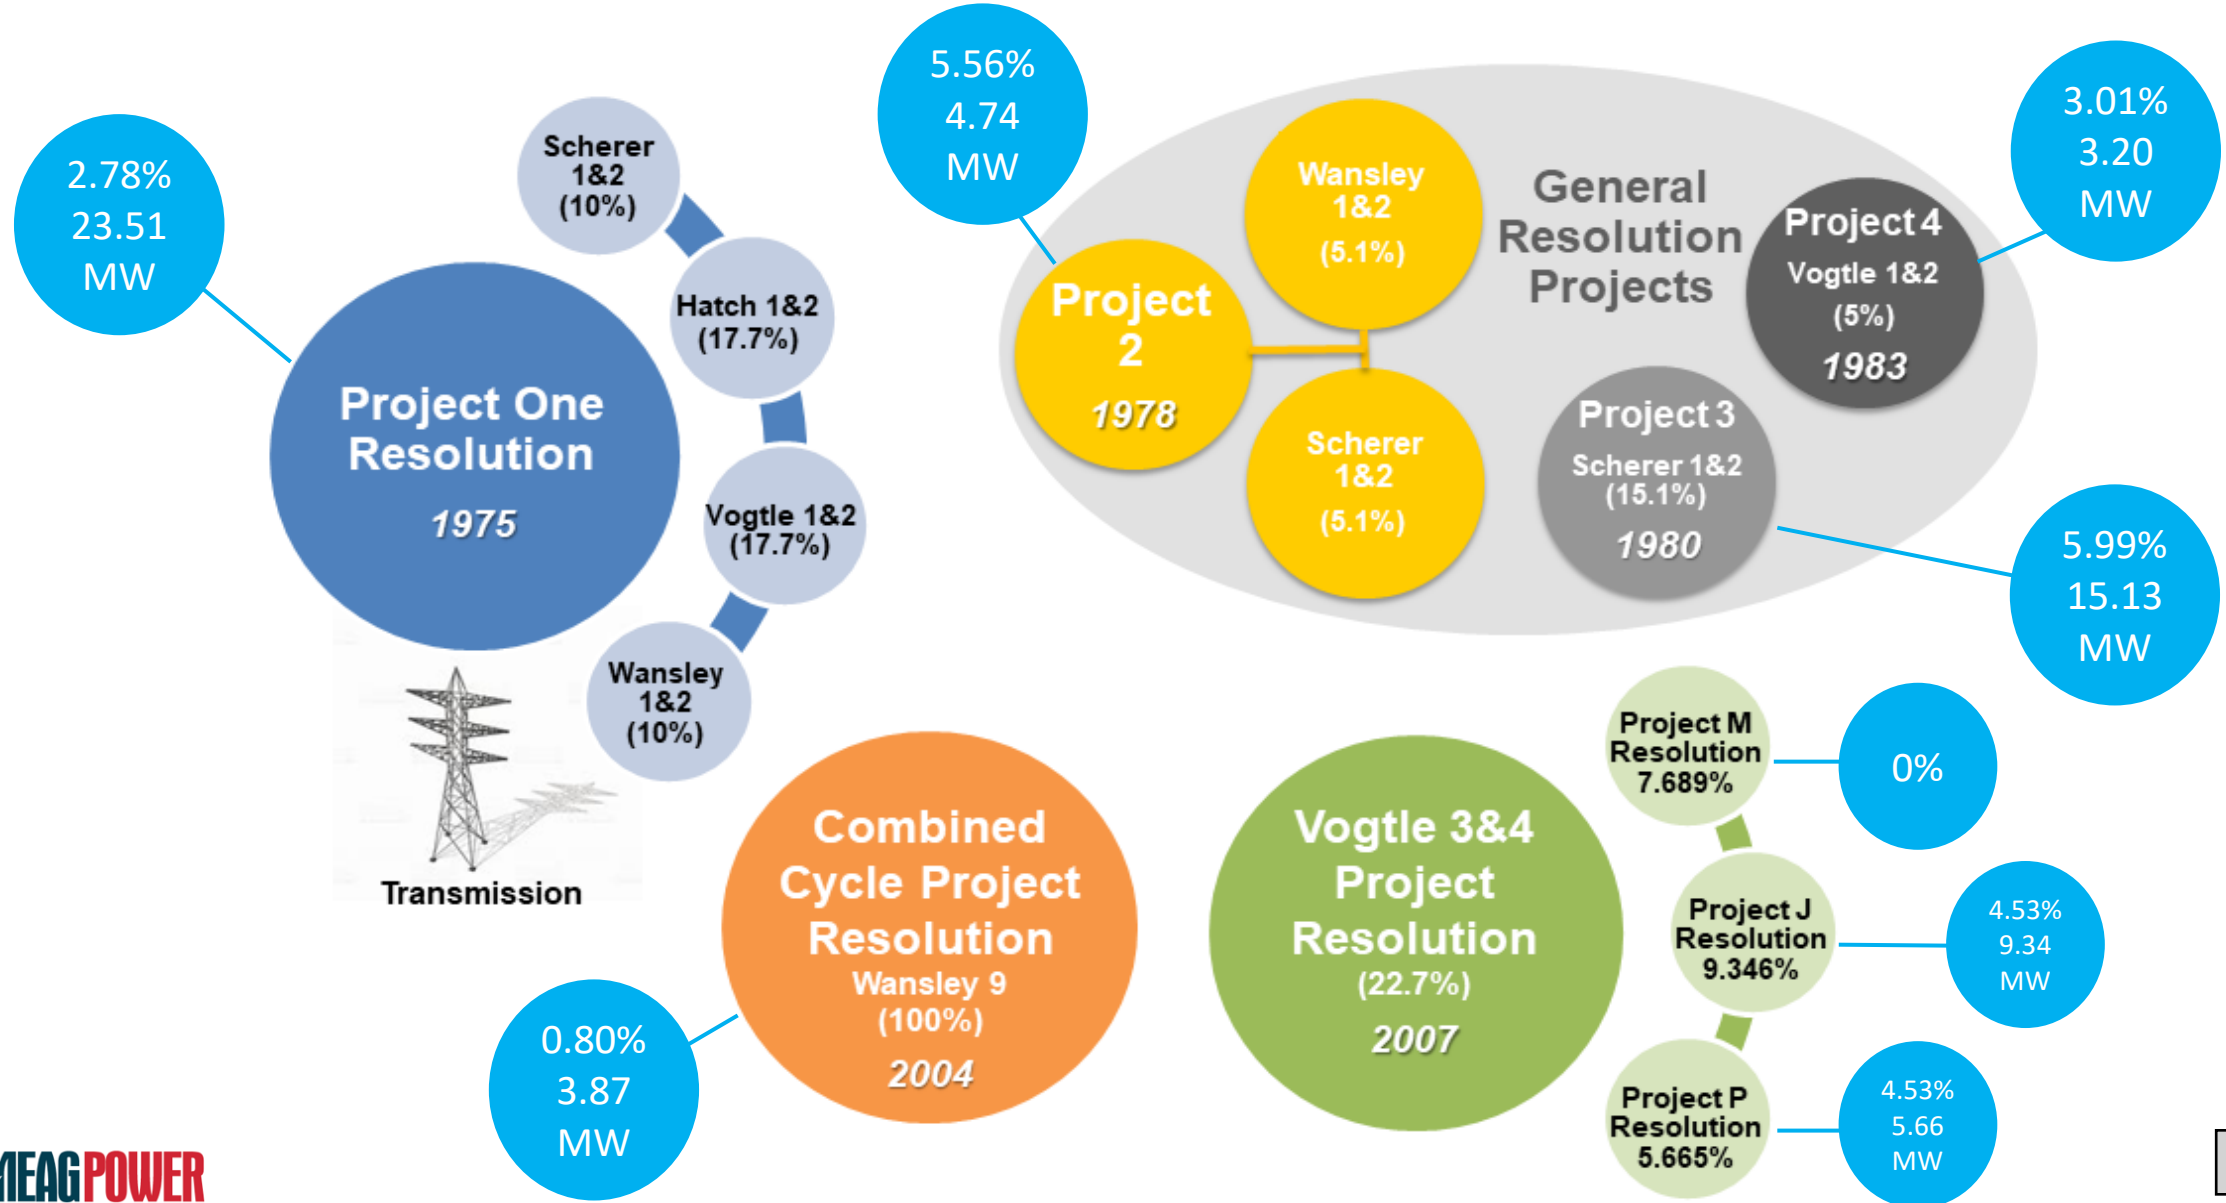 2.78%
23.51
MW
Project One
Resolution
1975
Scherer
1&2
(10%)
Hatch 1&2
(17.7%)
Vogtle 1&2
(17.7%)
Wansley
1&2
(10%)
Transmission
5.56%
4.74
MW
Project
2
1978
Wansley
1&2
(5.1%)
Scherer
1&2
(5.1%)
General
Resolution
Projects
Project 4
Vogtle 1&2
(5%)
1983
3.01%
3.20
MW
Project 3
Scherer 1&2
(15.1%)
1980
5.99%
15.13
MW
Combined
Cycle Project
Resolution
Wansley 9
(100%)
2004
0.80%
3.87
MW
Vogtle 3&4
Project
Resolution
(22.7%)
2007
Project M
Resolution
7.689%
0%
Project J
Resolution
9.346%
4.53%
9.34
MW
Project P
Resolution
5.665%
4.53%
5.66
MW
MEAGPOWER